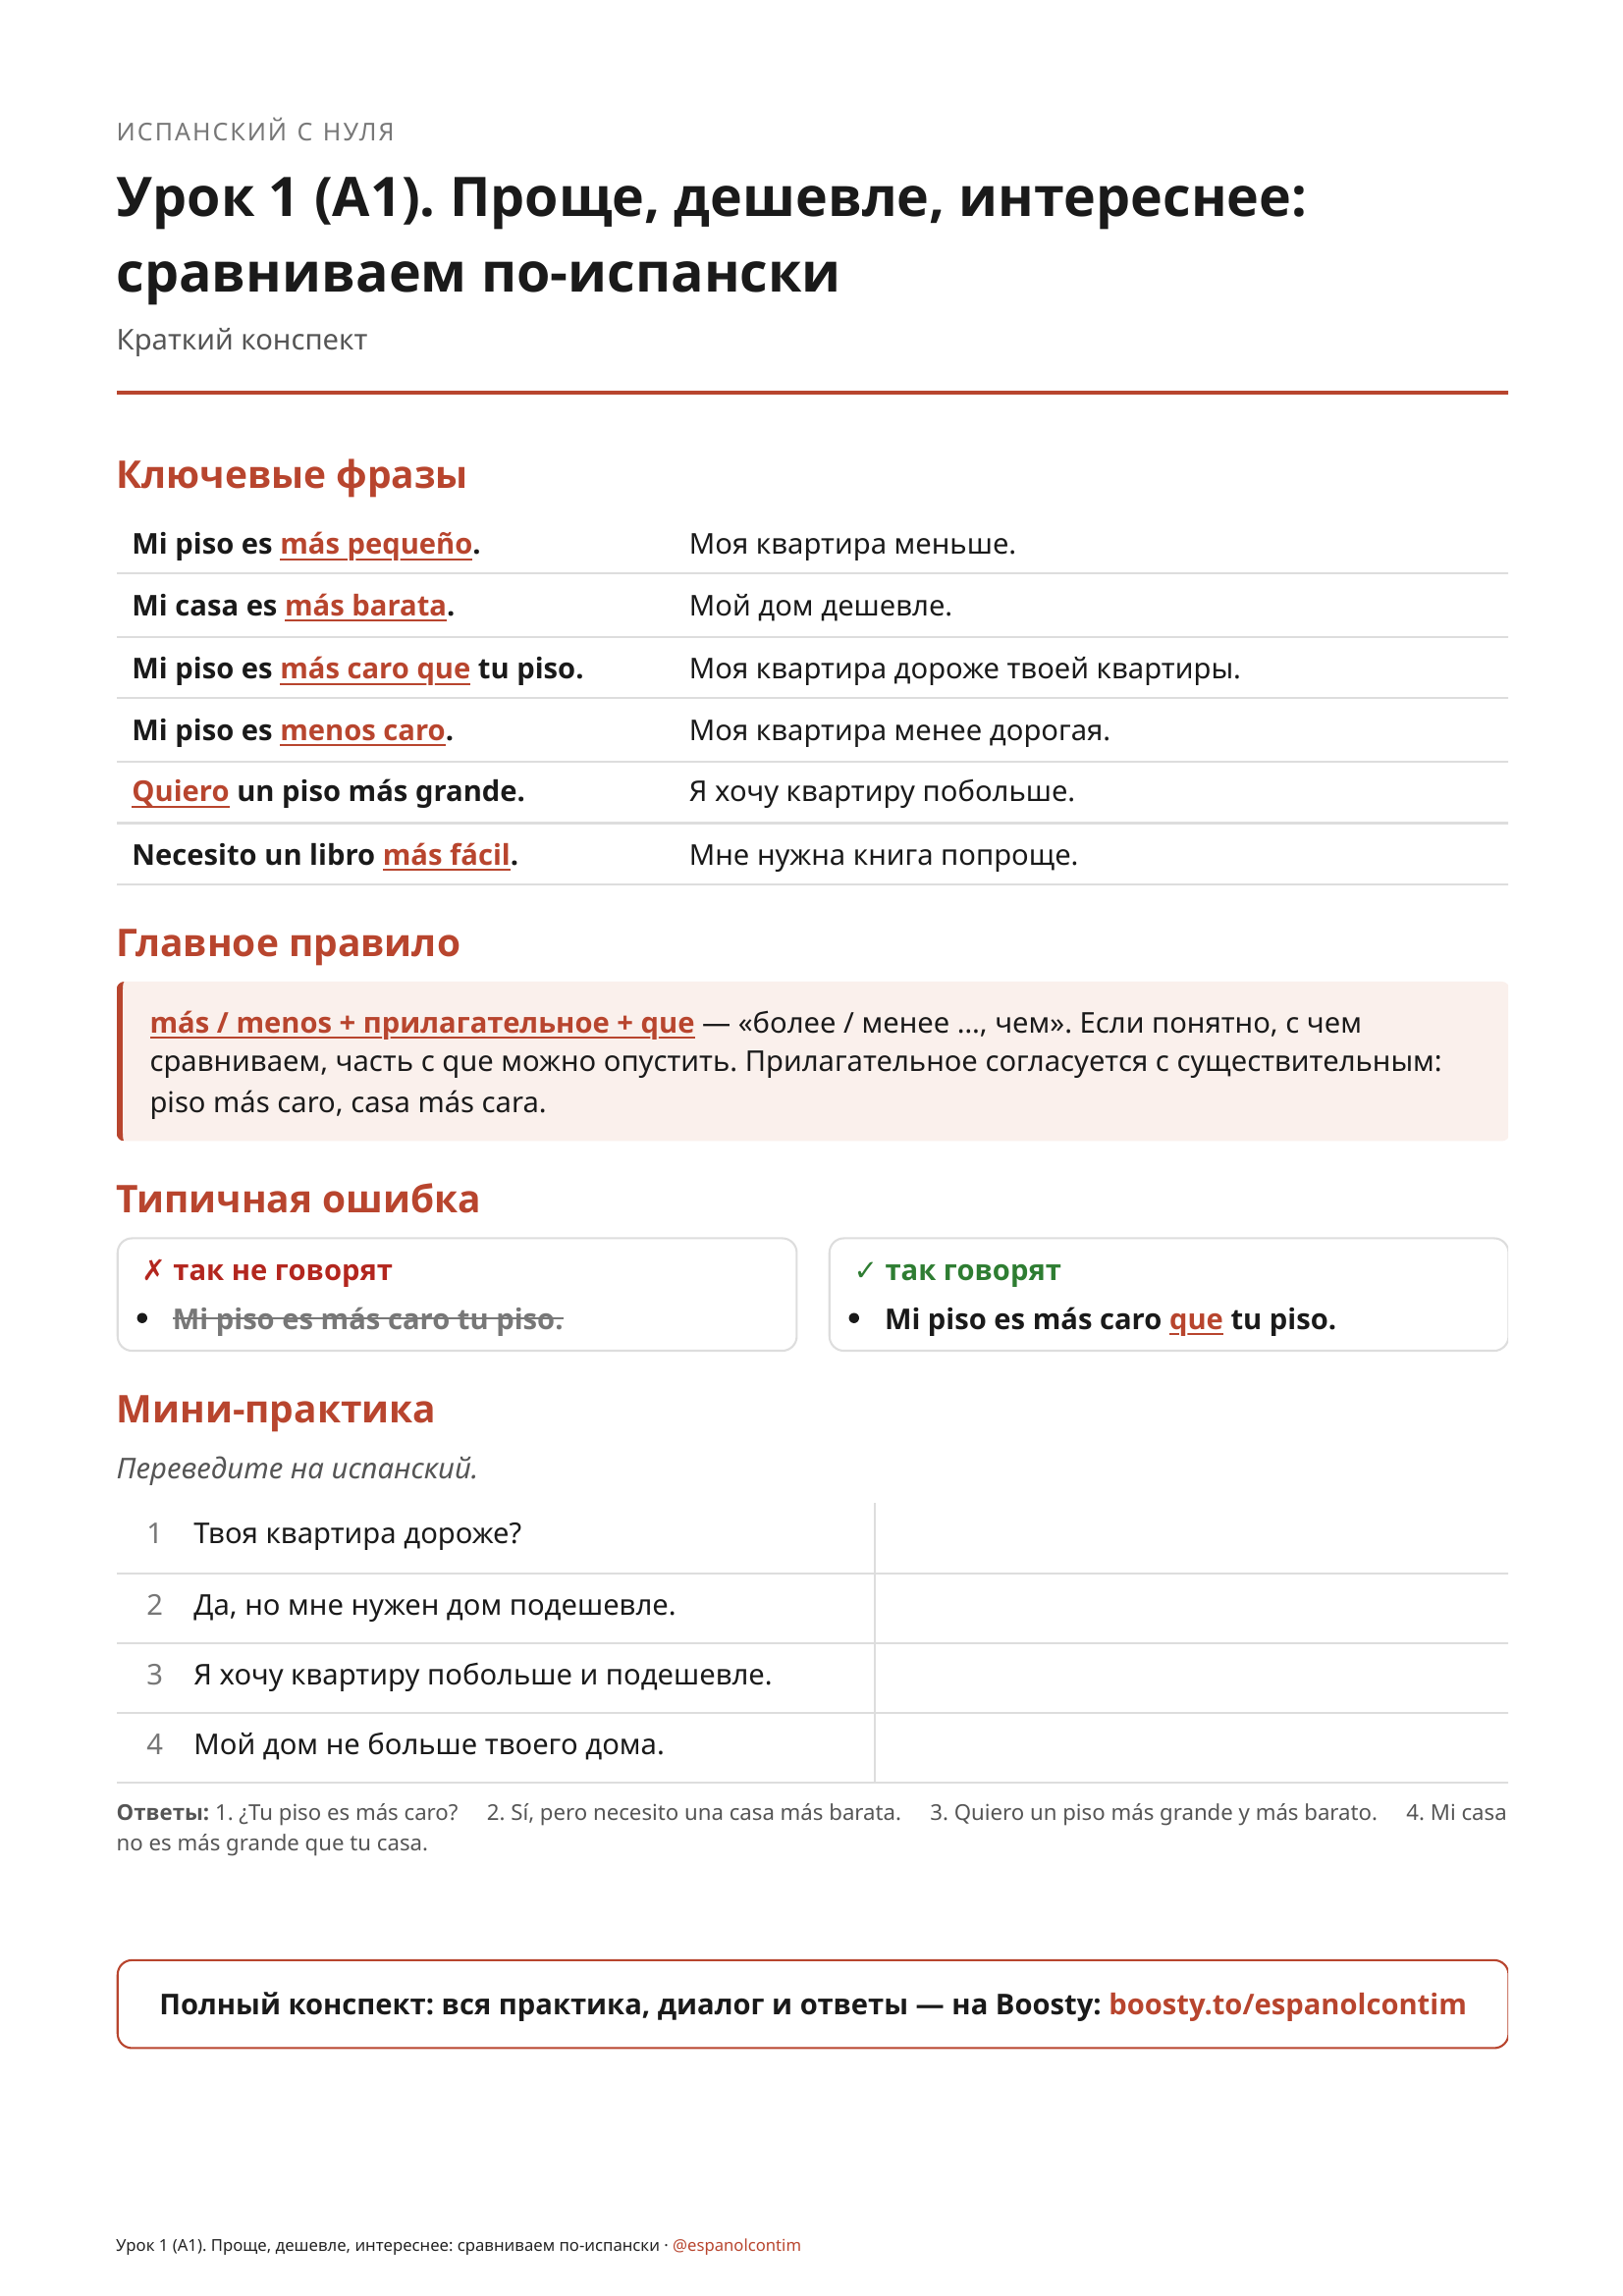 ИСПАНСКИЙ С НУЛЯ
Урок 1 (A1). Проще, дешевле, интереснее:
сравниваем по-испански
Краткий конспект
Ключевые фразы
Mi piso es más pequeño. Моя квартира меньше.
Mi casa es más barata. Мой дом дешевле.
Mi piso es más caro que tu piso. Моя квартира дороже твоей квартиры.
Mi piso es menos caro. Моя квартира менее дорогая.
Quiero un piso más grande. Я хочу квартиру побольше.
Necesito un libro más fácil. Мне нужна книга попроще.
Главное правило
más / menos + прилагательное + que — «более / менее ..., чем». Если понятно, с чем
сравниваем, часть с que можно опустить. Прилагательное согласуется с существительным:
piso más caro, casa más cara.
Типичная ошибка
✗ так не говорят
• Mi piso es más caro tu piso.
✓ так говорят
• Mi piso es más caro que tu piso.
Мини-практика
Переведите на испанский.
1 Твоя квартира дороже?
2 Да, но мне нужен дом подешевле.
3 Я хочу квартиру побольше и подешевле.
4 Мой дом не больше твоего дома.
Ответы: 1. ¿Tu piso es más caro? 2. Sí, pero necesito una casa más barata. 3. Quiero un piso más grande y más barato. 4. Mi casa
no es más grande que tu casa.
Полный конспект: вся практика, диалог и ответы — на Boosty: boosty.to/espanolcontim
Урок 1 (A1). Проще, дешевле, интереснее: сравниваем по-испански · @espanolcontim